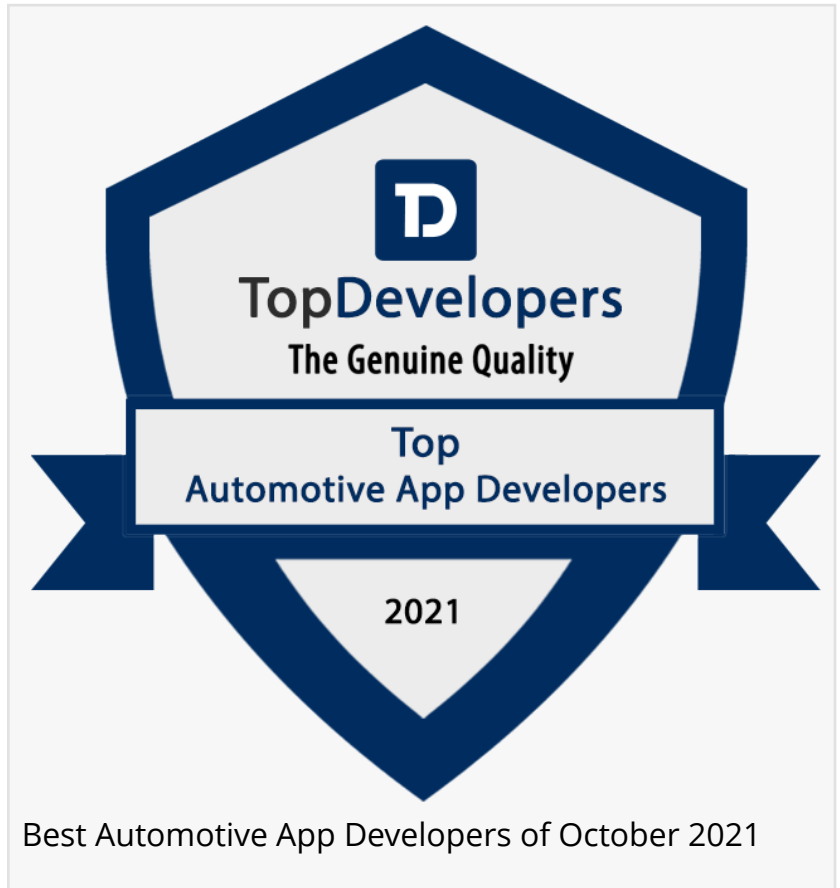 TD
TopDevelopers
The Genuine Quality
Top
Automotive App Developers
2021
Best Automotive App Developers of October 2021